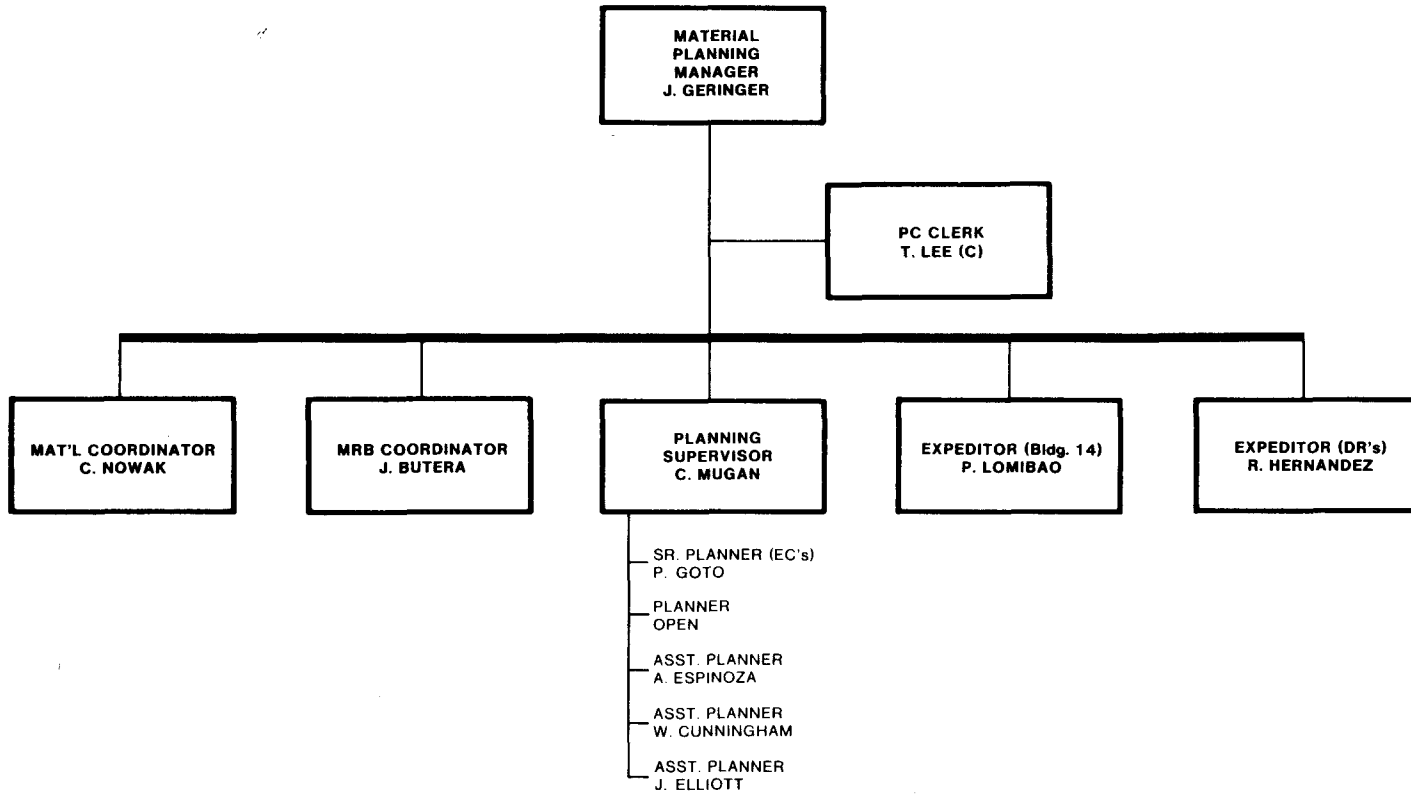 MATERIAL
PLANNING
MANAGER
J. GERINGER
PC CLERK
T. LEE (C)
MAT'L COORDINATOR
C. NOWAK
MRB COORDINATOR
J. BUTERA
PLANNING
SUPERVISOR
C. MUGAN
EXPEDITOR (Bldg. 14)
P. LOMIBAO
EXPEDITOR (DR's)
R. HERNANDEZ
SR. PLANNER (EC's)
P. GOTO
PLANNER
OPEN
ASST. PLANNER
A. ESPINOZA
ASST. PLANNER
W. CUNNINGHAM
ASST. PLANNER
J. ELLIOTT